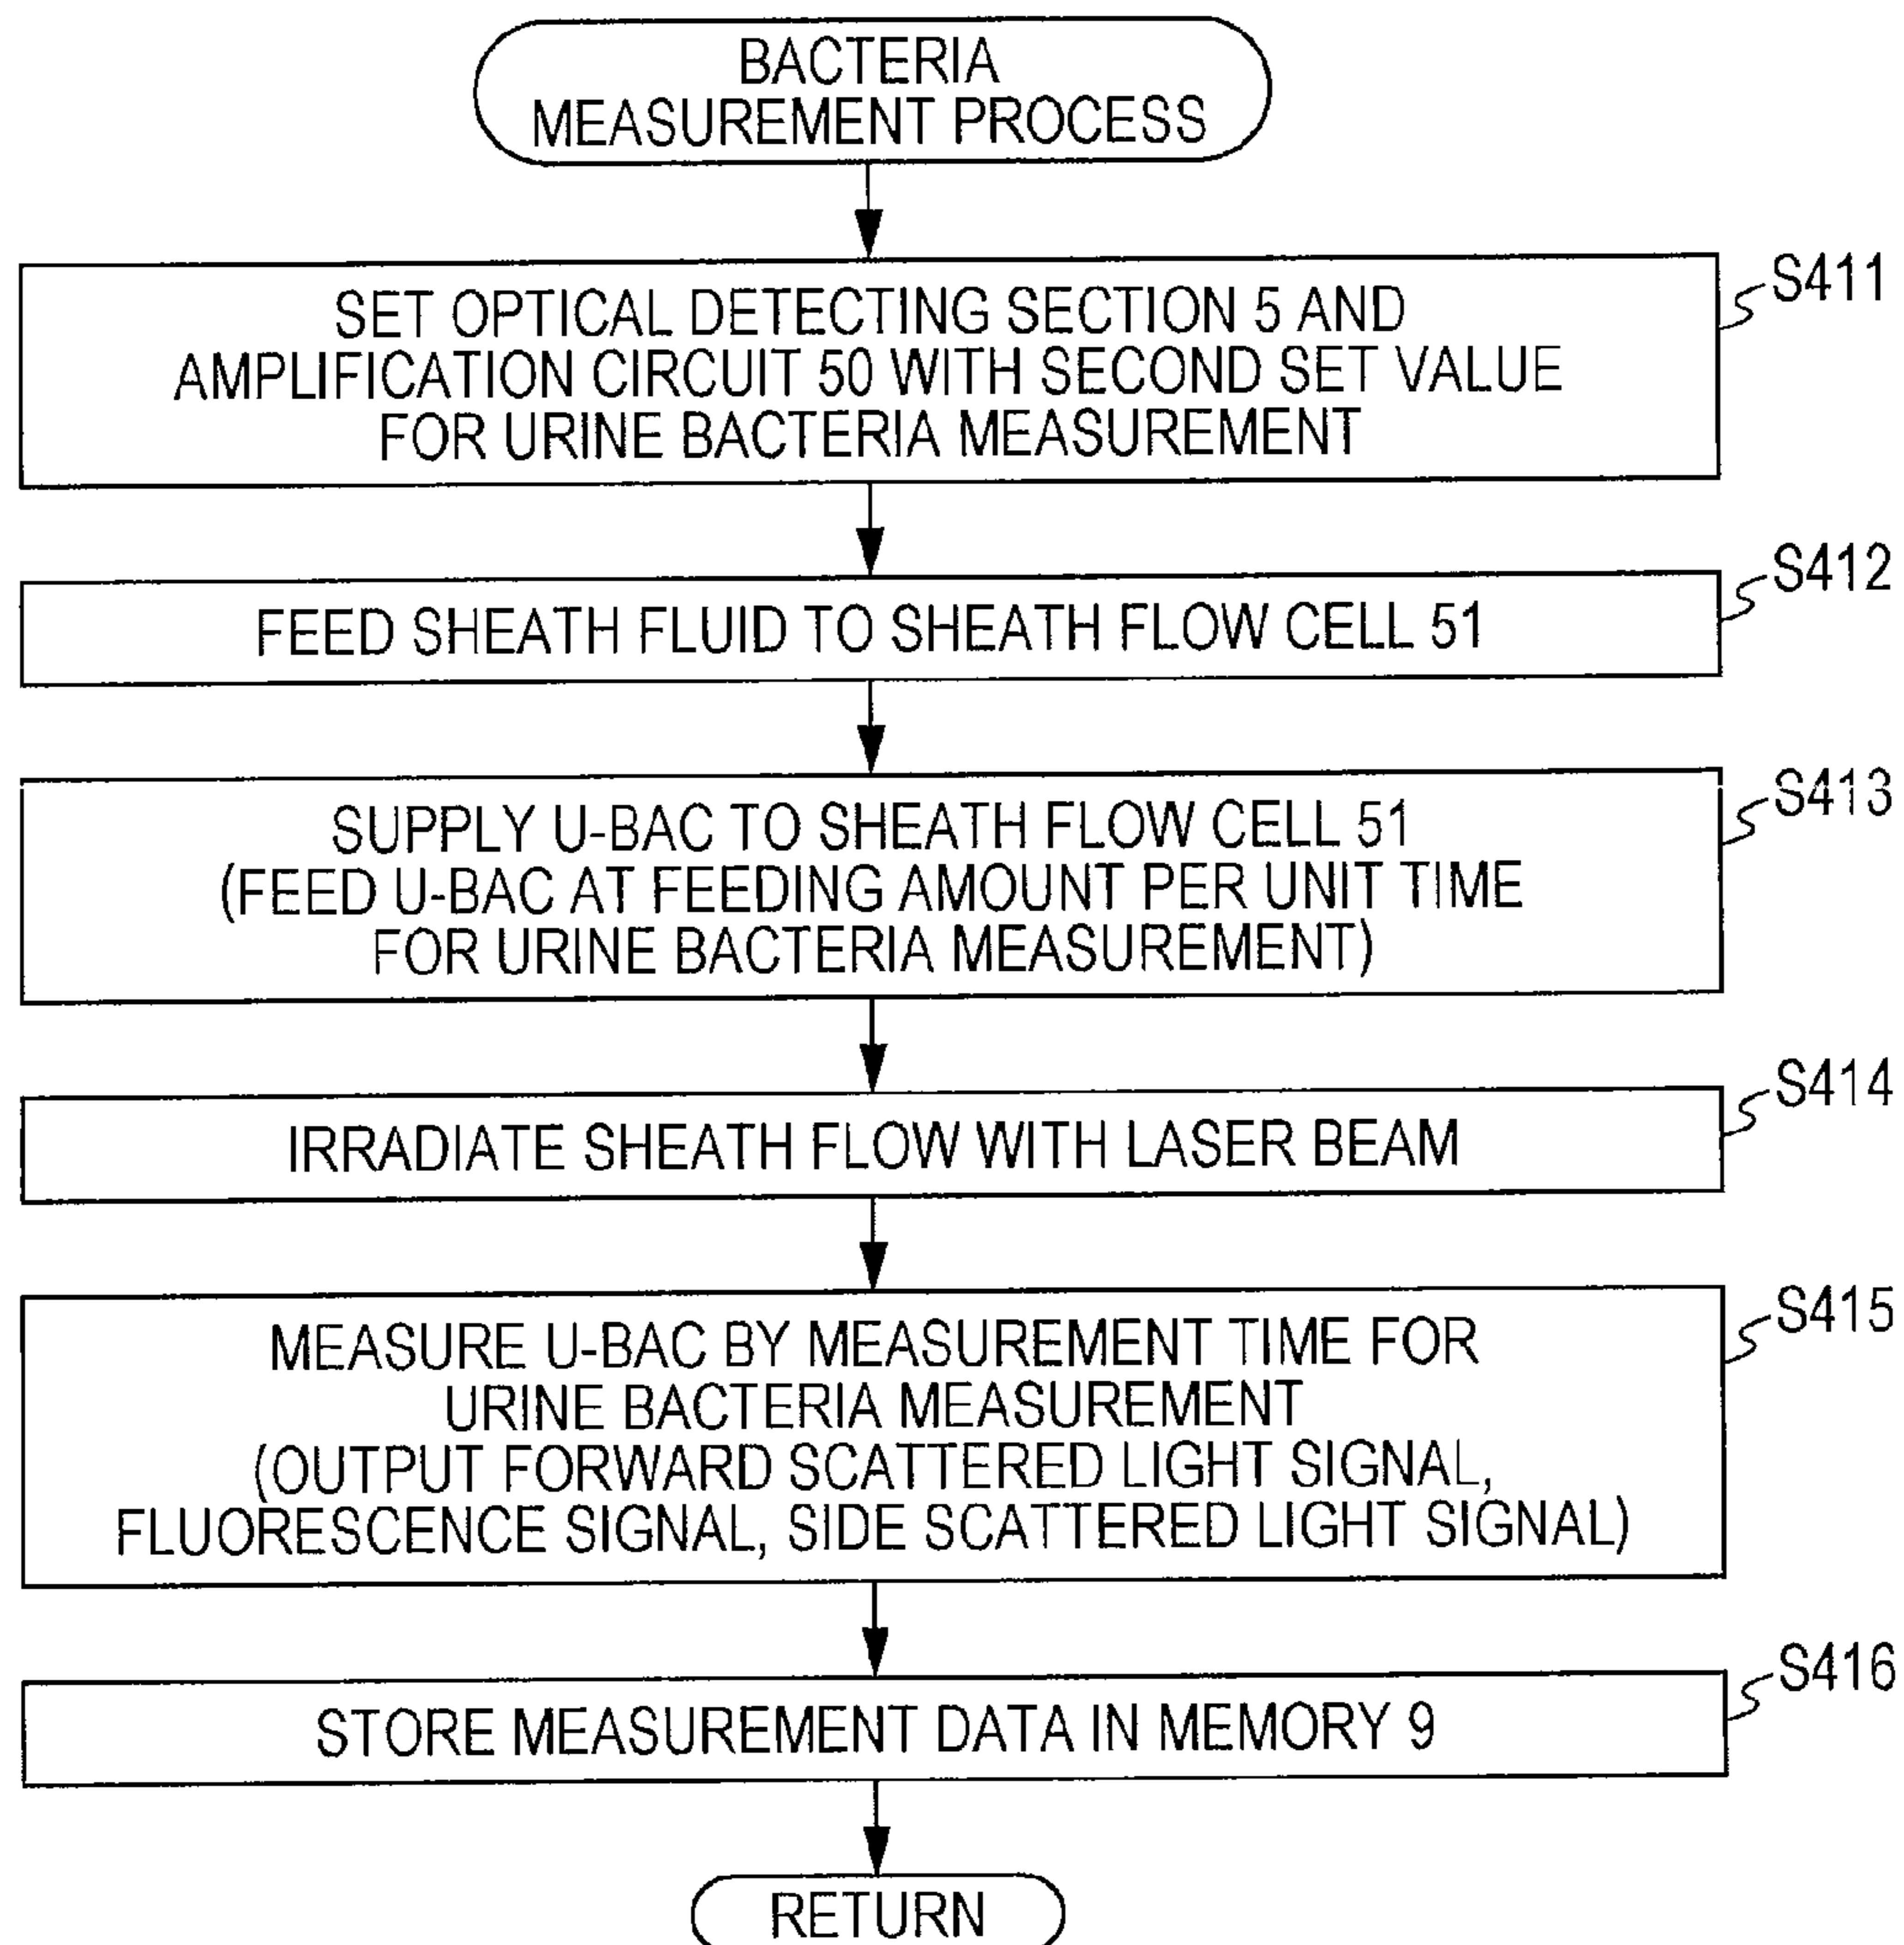 BACTERIA
MEASUREMENT PROCESS
S411
SET OPTICAL DETECTING SECTION 5 AND
AMPLIFICATION CIRCUIT 50 WITH SECOND SET VALUE
FOR URINE BACTERIA MEASUREMENT
S412
FEED SHEATH FLUID TO SHEATH FLOW CELL 51
S413
SUPPLY U-BAC TO SHEATH FLOW CELL 51
(FEED U-BAC AT FEEDING AMOUNT PER UNIT TIME
FOR URINE BACTERIA MEASUREMENT)
S414
IRRADIATE SHEATH FLOW WITH LASER BEAM
S415
MEASURE U-BAC BY MEASUREMENT TIME FOR
URINE BACTERIA MEASUREMENT
(OUTPUT FORWARD SCATTERED LIGHT SIGNAL,
FLUORESCENCE SIGNAL, SIDE SCATTERED LIGHT SIGNAL)
S416
STORE MEASUREMENT DATA IN MEMORY 9
RETURN